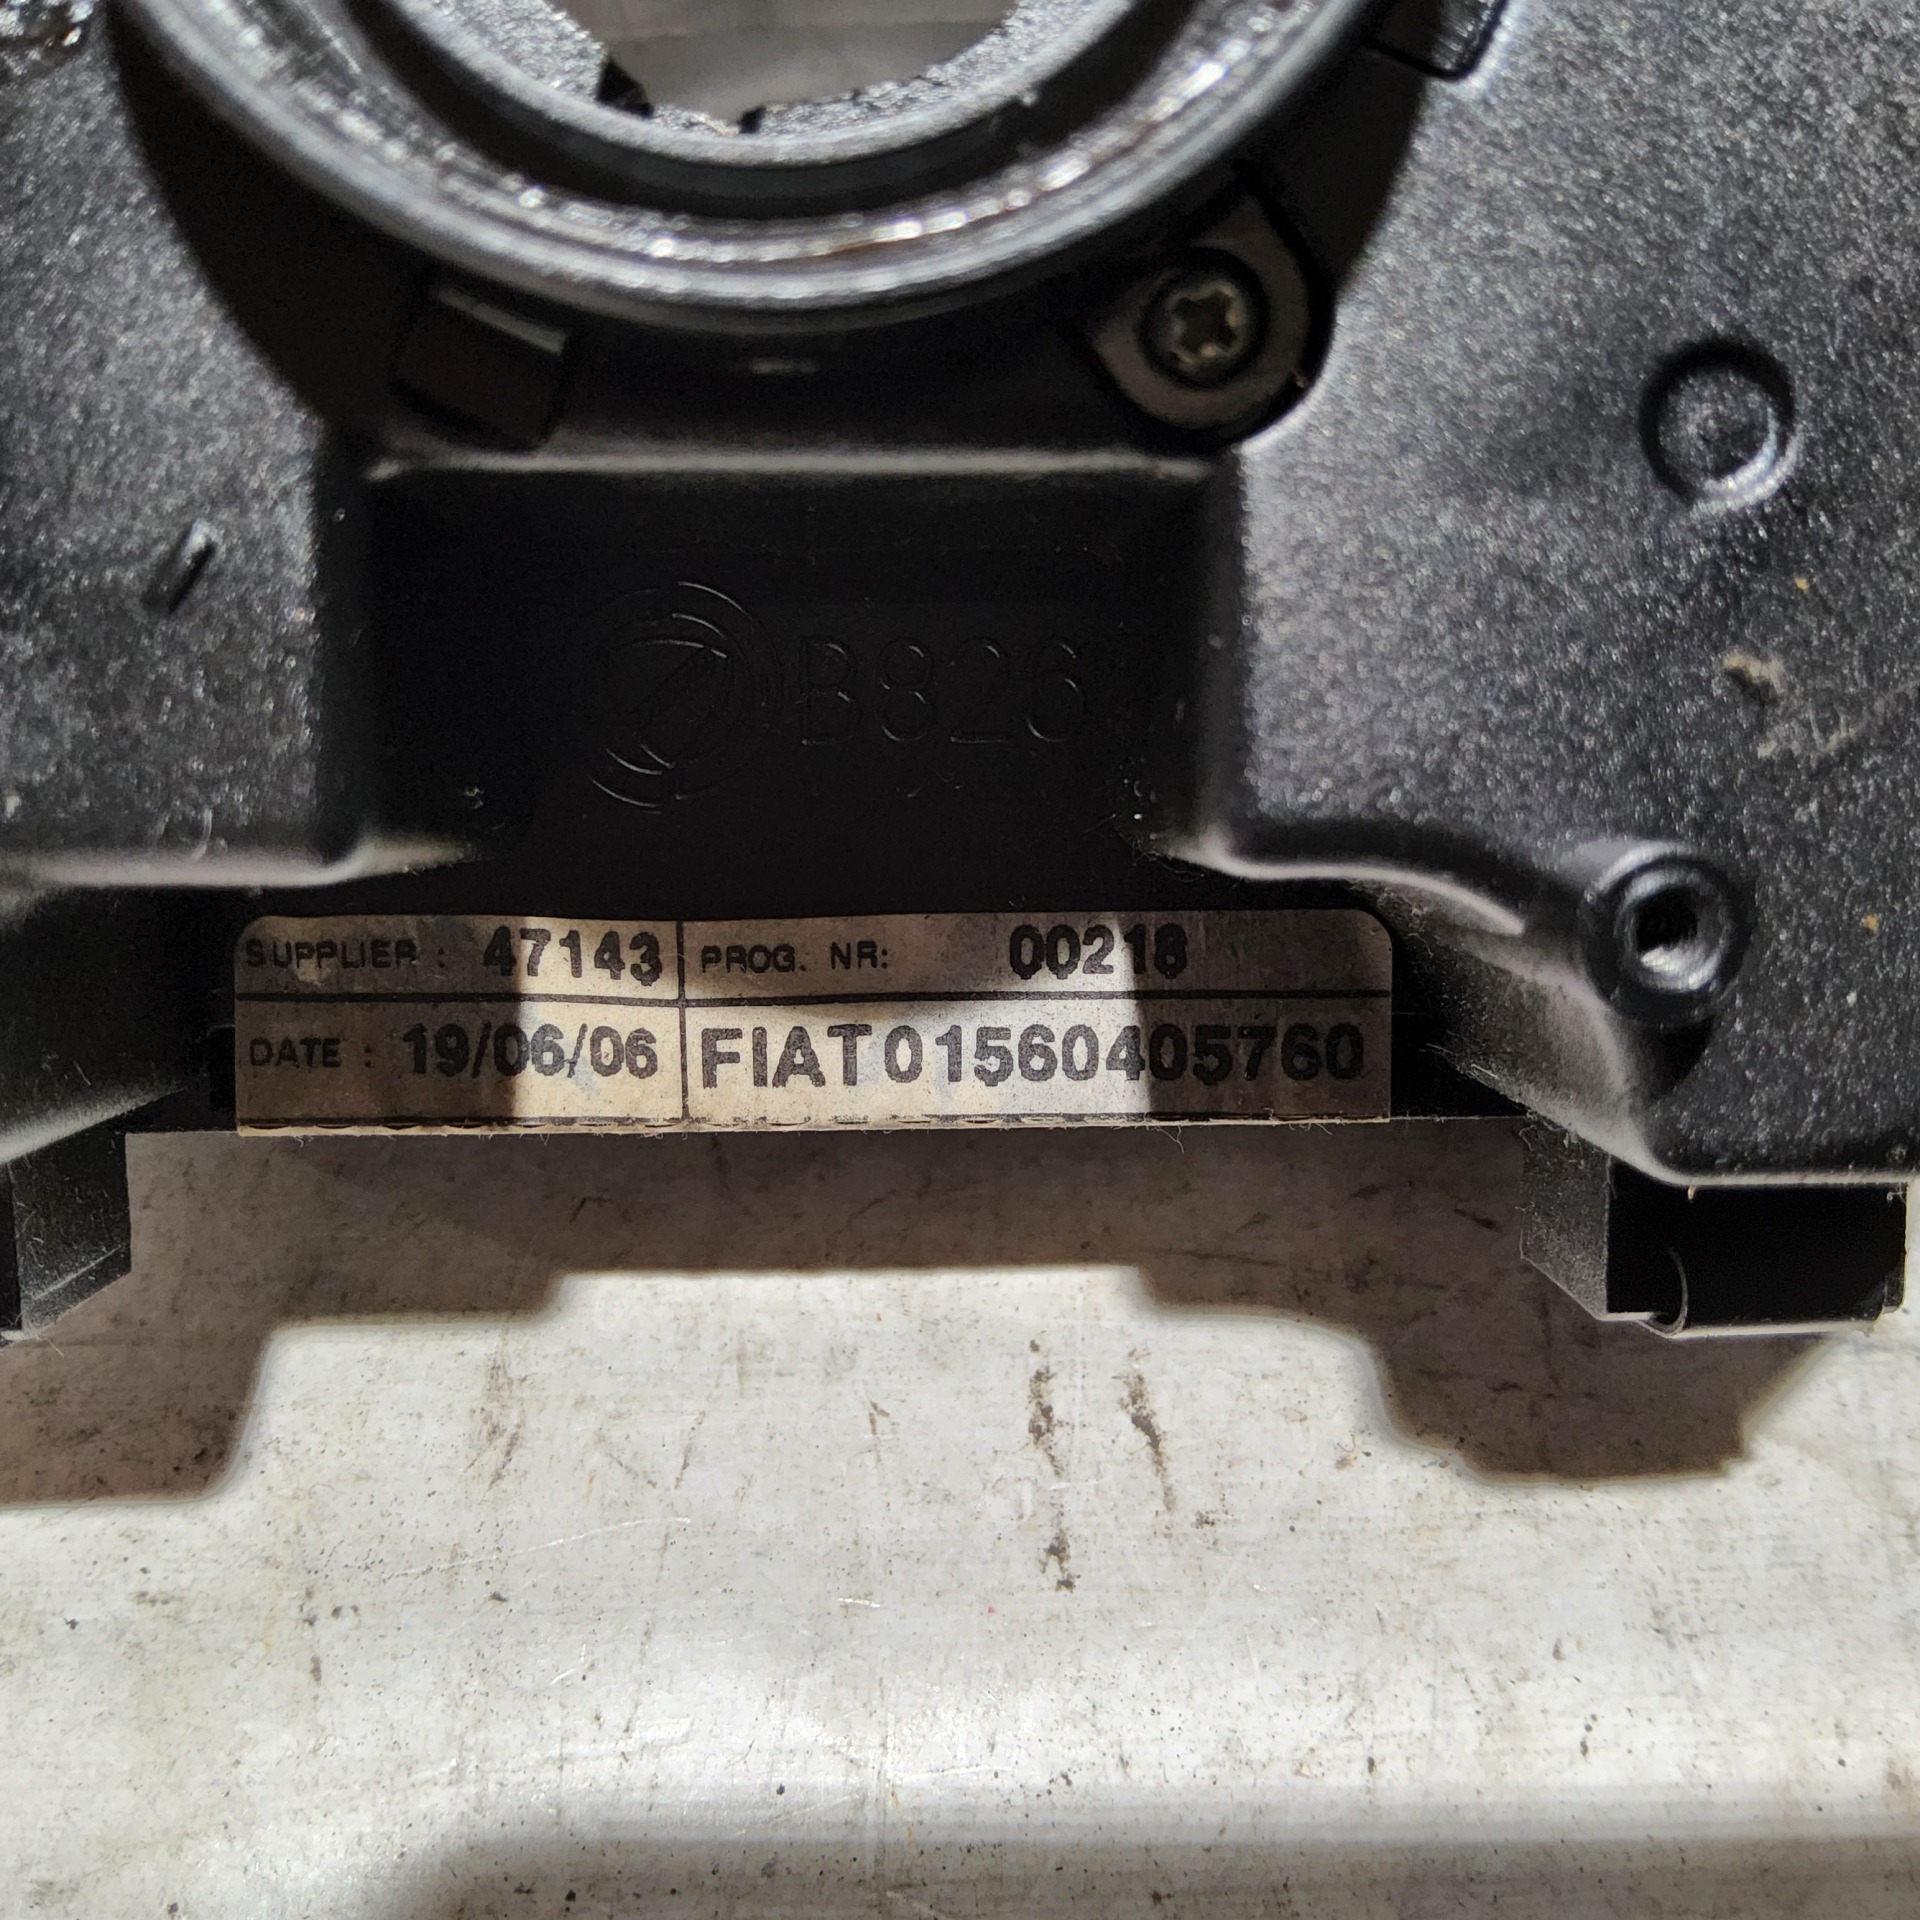 B826
SUPPLIER : 47143 PROG. NR: 00218
DATE : 19/06/06 FIAT01560405760